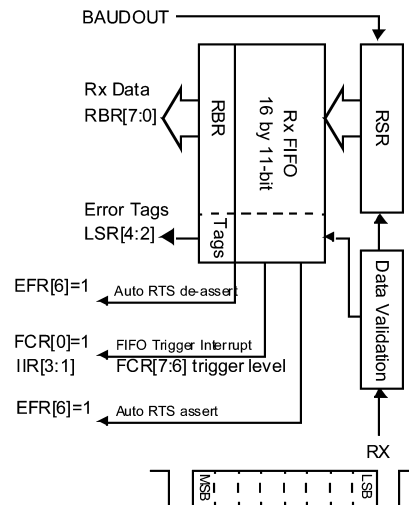 BAUDOUT
Rx Data
RBR[7:0]
RBR
Rx FIFO
16 by 11-bit
RSR
Error Tags
LSR[4:2]
Tags
Data Validation
EFR[6]=1
Auto RTS de-assert
FCR[0]=1
FIFO Trigger Interrupt
IIR[3:1]
FCR[7:6] trigger level
EFR[6]=1
Auto RTS assert
RX
MSB
LSB